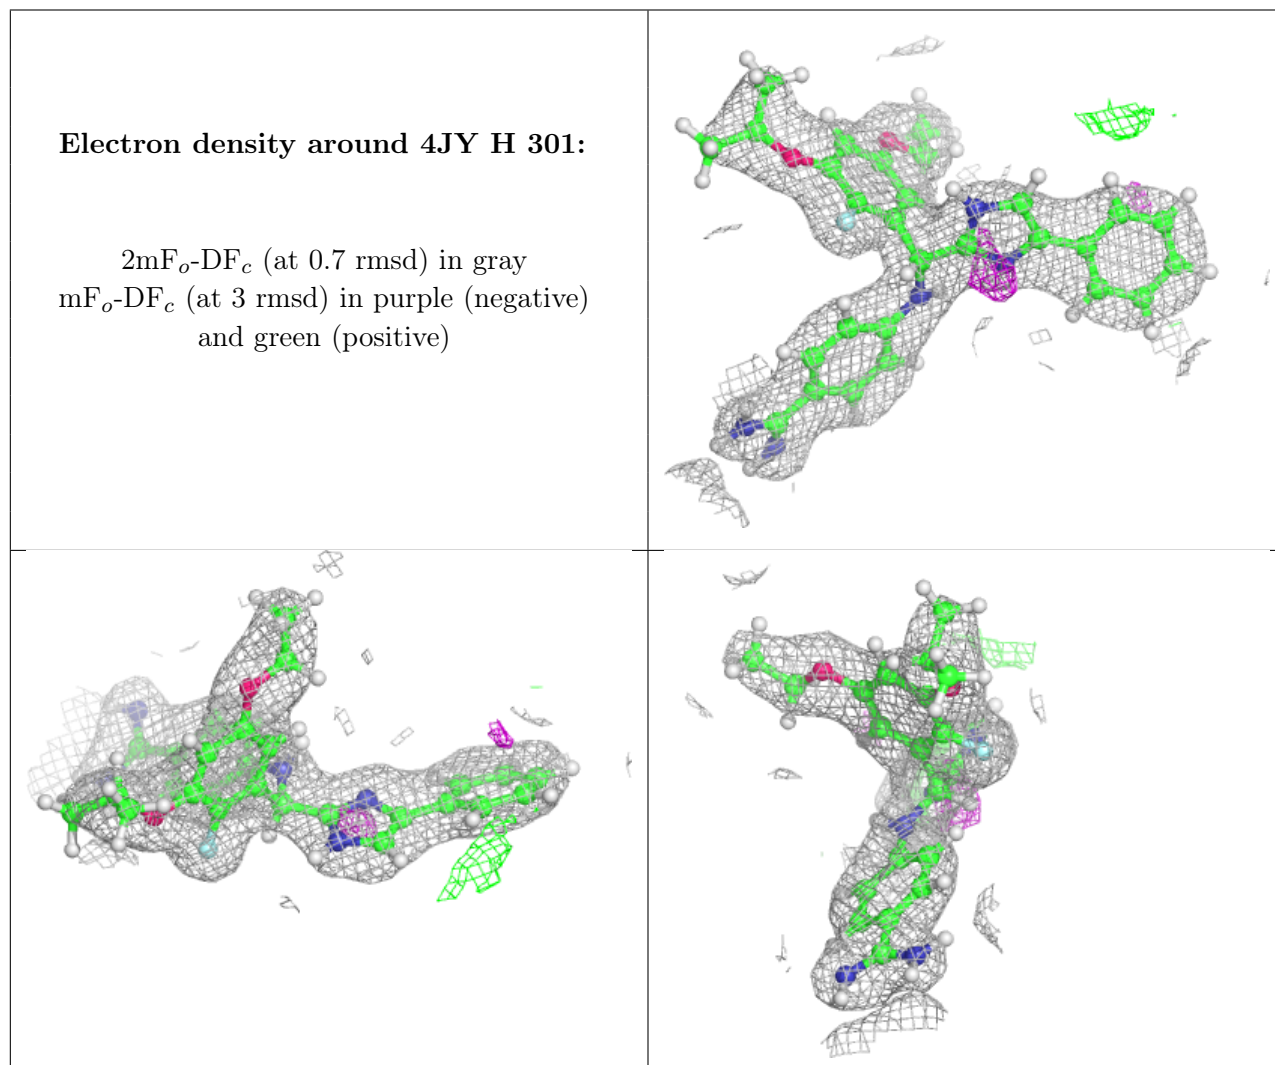 Electron density around 4JY H 301:
2mFo-DFc (at 0.7 rmsd) in gray
mFo-DFc (at 3 rmsd) in purple (negative)
and green (positive)